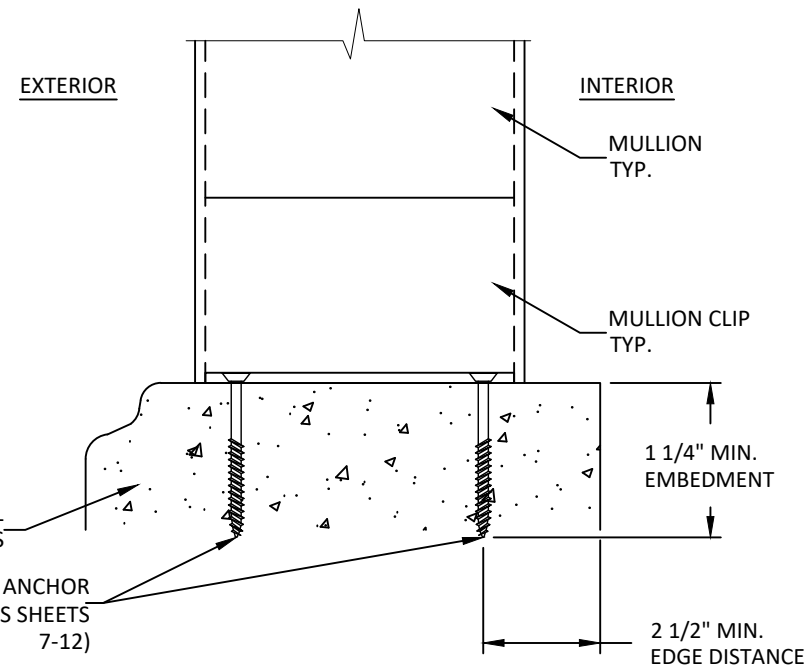 EXTERIOR
INTERIOR
MULLION
TYP.
MULLION CLIP
TYP.
1 1/4" MIN.
EMBEDMENT
ANCHOR
S SHEETS
7-12)
2 1/2" MIN.
EDGE DISTANCE